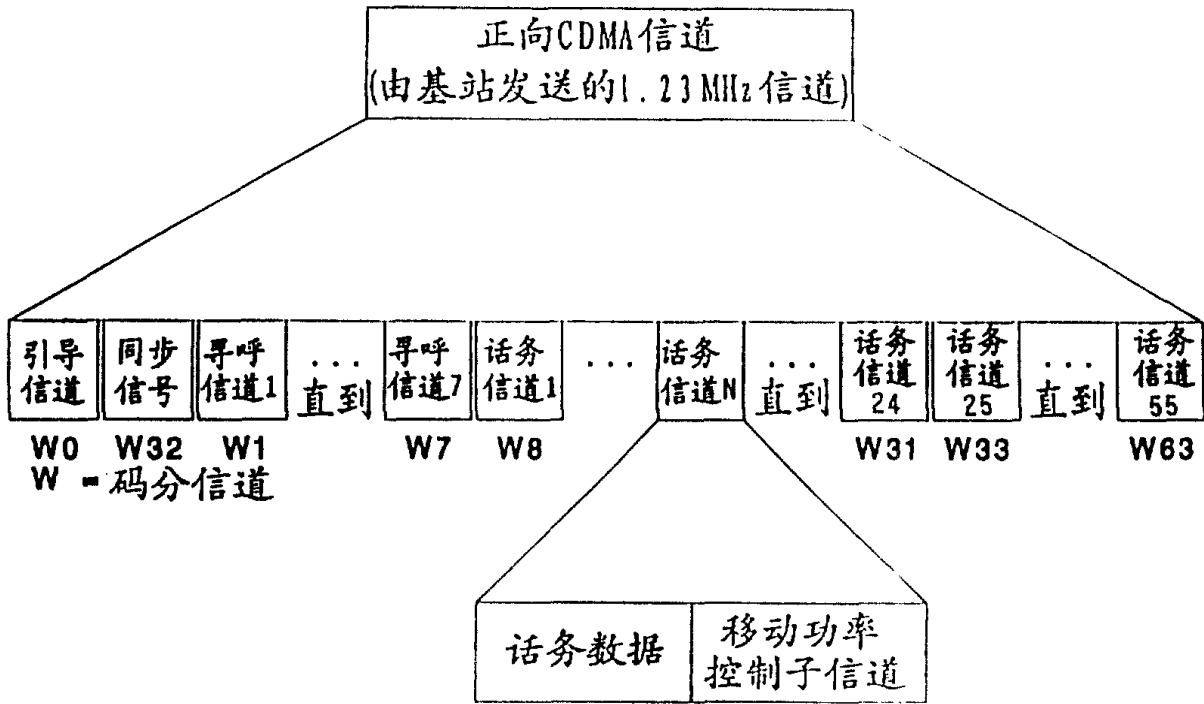 正向CDMA信道
(由基站发送的1.23MHz信道)
引导
信道
同步
信号
寻呼
信道1
...
直到
寻呼
信道7
话务
信道1
...
话务
信道N
...
直到
话务
信道
24
话务
信道
25
...
直到
话务
信道
55
W0 W32 W1 W7 W8 W31 W33 W63
W = 码分信道
话务数据
移动功率
控制子信道